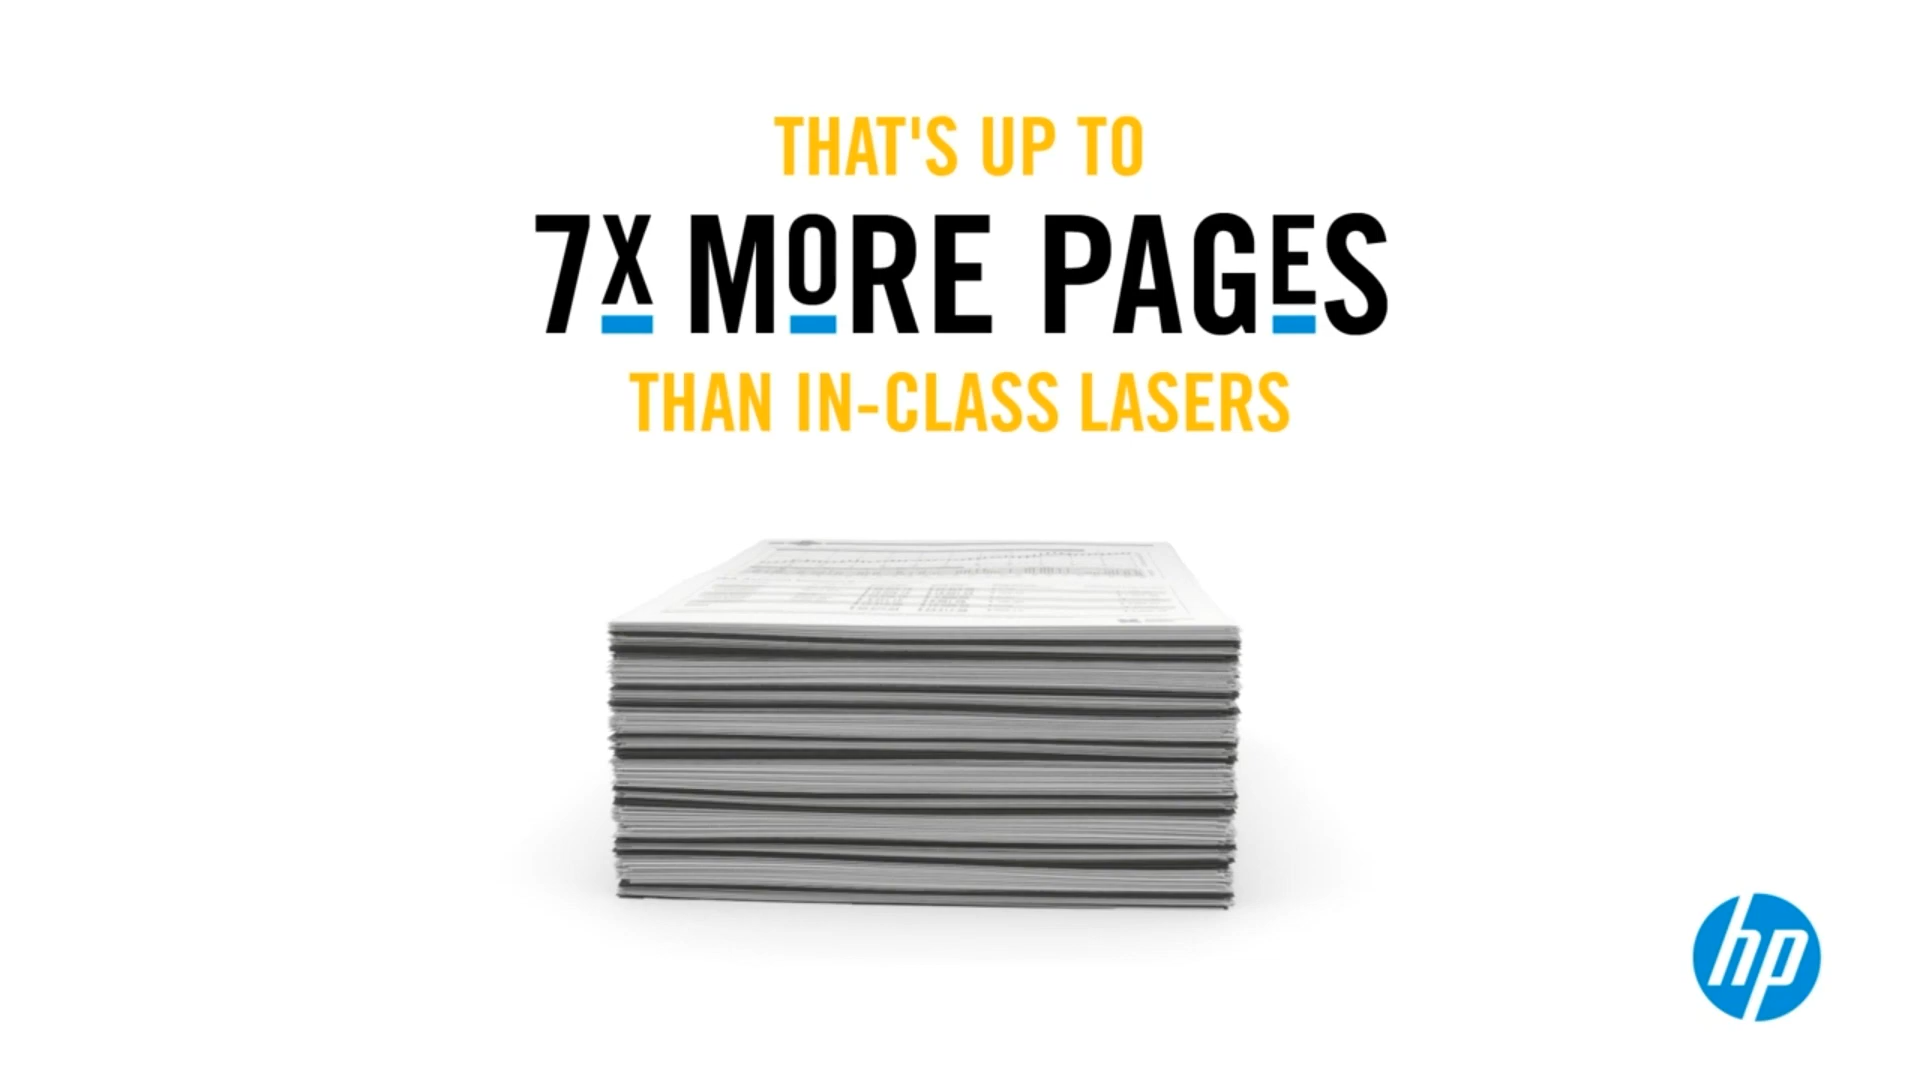 THAT'S UP TO
7X MORE PAGES
THAN IN-CLASS LASERS
hp